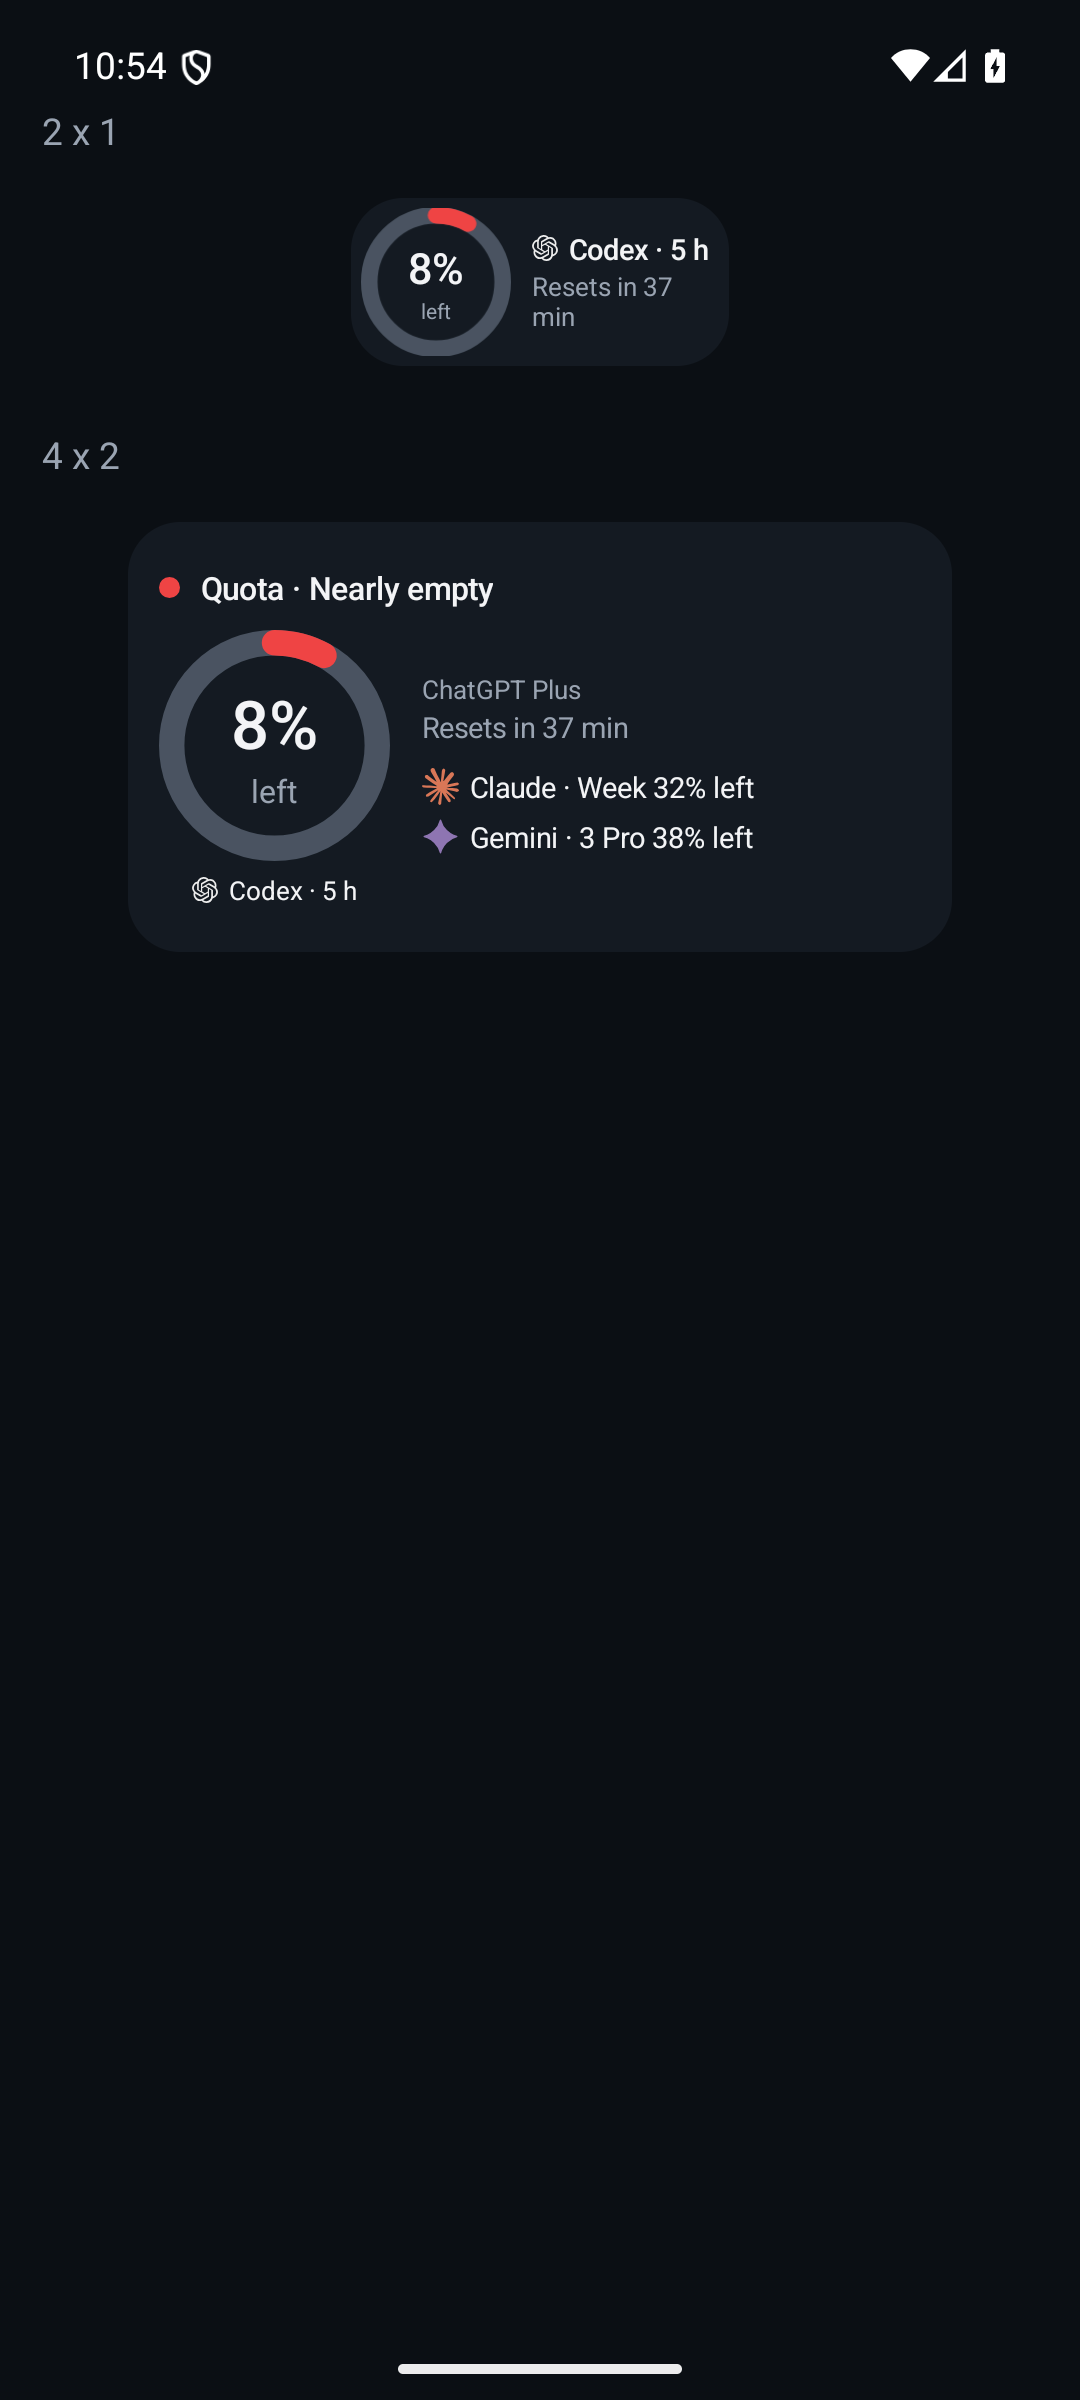 10:54
2 x 1
8%
left
Codex · 5 h
Resets in 37
min
4 x 2
Quota · Nearly empty
8%
left
Codex · 5 h
ChatGPT Plus
Resets in 37 min
Claude · Week 32% left
Gemini · 3 Pro 38% left